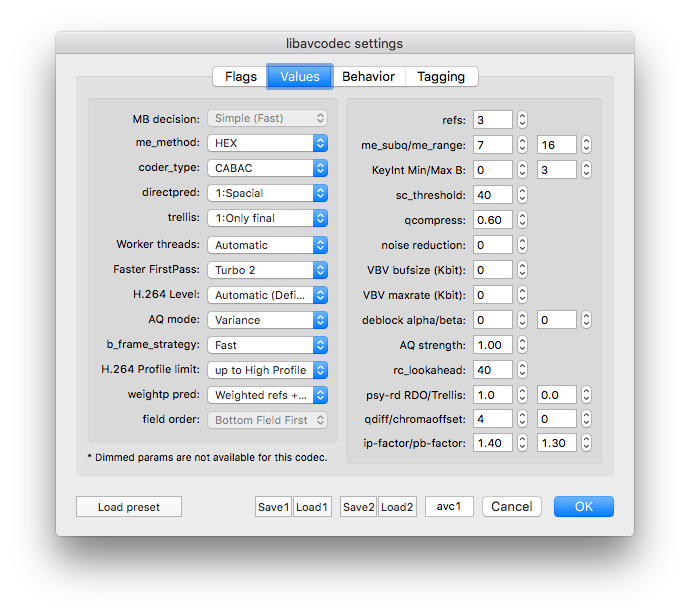 libavcodec settings
Flags Values Behavior Tagging
MB decision: Simple (Fast)
me_method: HEX
coder_type: CABAC
directpred: 1:Spacial
trellis: 1:Only final
Worker threads: Automatic
Faster FirstPass: Turbo 2
H.264 Level: Automatic (Defi...
AQ mode: Variance
b_frame_strategy: Fast
H.264 Profile limit: up to High Profile
weightp pred: Weighted refs +...
field order: Bottom Field First
* Dimmed params are not available for this codec.
refs: 3
me_subq/me_range: 7 16
KeyInt Min/Max B: 0 3
sc_threshold: 40
qcompress: 0.60
noise reduction: 0
VBV bufsize (Kbit): 0
VBV maxrate (Kbit): 0
deblock alpha/beta: 0 0
AQ strength: 1.00
rc_lookahead: 40
psy-rd RDO/Trellis: 1.0 0.0
qdiff/chromaoffset: 4 0
ip-factor/pb-factor: 1.40 1.30
Load preset Save1 Load1 Save2 Load2 avc1 Cancel OK